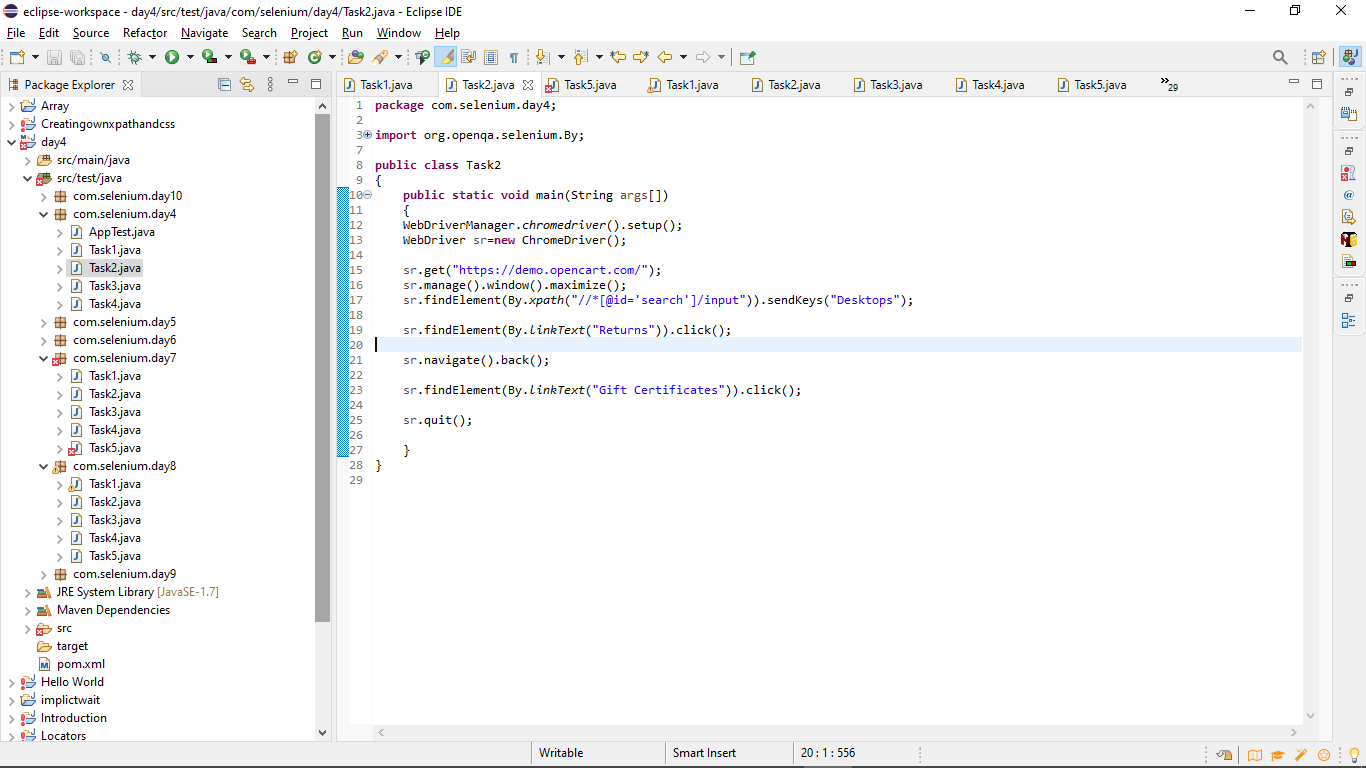 eclipse-workspace - day4/src/test/java/com/selenium/day4/Task2.java - Eclipse IDE
File Edit Source Refactor Navigate Search Project Run Window Help
Package Explorer
Array
Creatingownxpathandcss
day4
src/main/java
src/test/java
com.selenium.day10
com.selenium.day4
AppTest.java
Task1.java
Task2.java
Task3.java
Task4.java
com.selenium.day5
com.selenium.day6
com.selenium.day7
Task1.java
Task2.java
Task3.java
Task4.java
Task5.java
com.selenium.day8
Task1.java
Task2.java
Task3.java
Task4.java
Task5.java
com.selenium.day9
JRE System Library [JavaSE-1.7]
Maven Dependencies
src
target
pom.xml
Hello World
implictwait
Introduction
Locators
Task1.java Task2.java Task5.java Task1.java Task2.java Task3.java Task4.java Task5.java »29
1 package com.selenium.day4;
2
3 import org.openqa.selenium.By;
7
8 public class Task2
9 {
10 public static void main(String args[])
11 {
12 WebDriverManager.chromedriver().setup();
13 WebDriver sr=new ChromeDriver();
14
15 sr.get("https://demo.opencart.com/");
16 sr.manage().window().maximize();
17 sr.findElement(By.xpath("//*[@id='search']/input")).sendKeys("Desktops");
18
19 sr.findElement(By.linkText("Returns")).click();
20
21 sr.navigate().back();
22
23 sr.findElement(By.linkText("Gift Certificates")).click();
24
25 sr.quit();
26
27 }
28 }
29
Writable Smart Insert 20 : 1 : 556